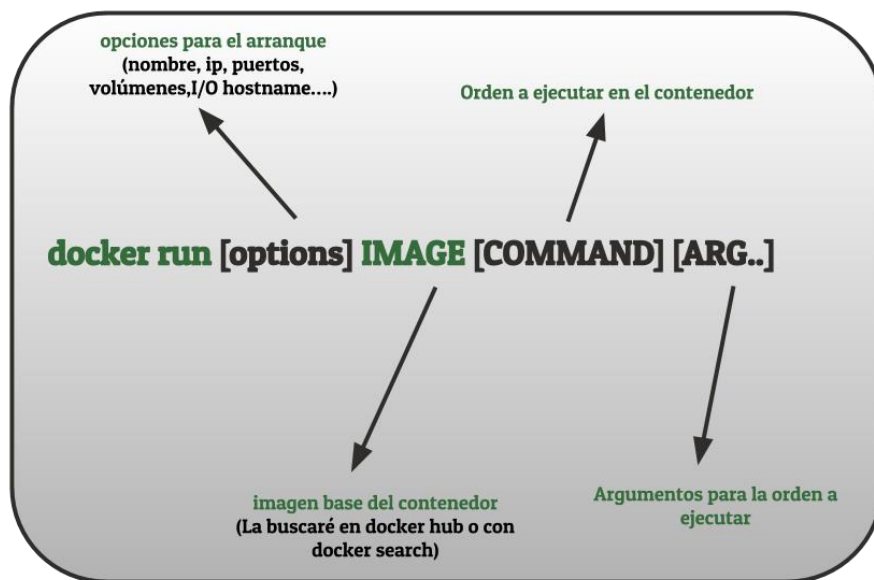 opciones para el arranque
(nombre, ip, puertos,
volúmenes,I/O hostname....)
Orden a ejecutar en el contenedor
docker run [options] IMAGE [COMMAND] [ARG..]
imagen base del contenedor
(La buscaré en docker hub o con
docker search)
Argumentos para la orden a
ejecutar